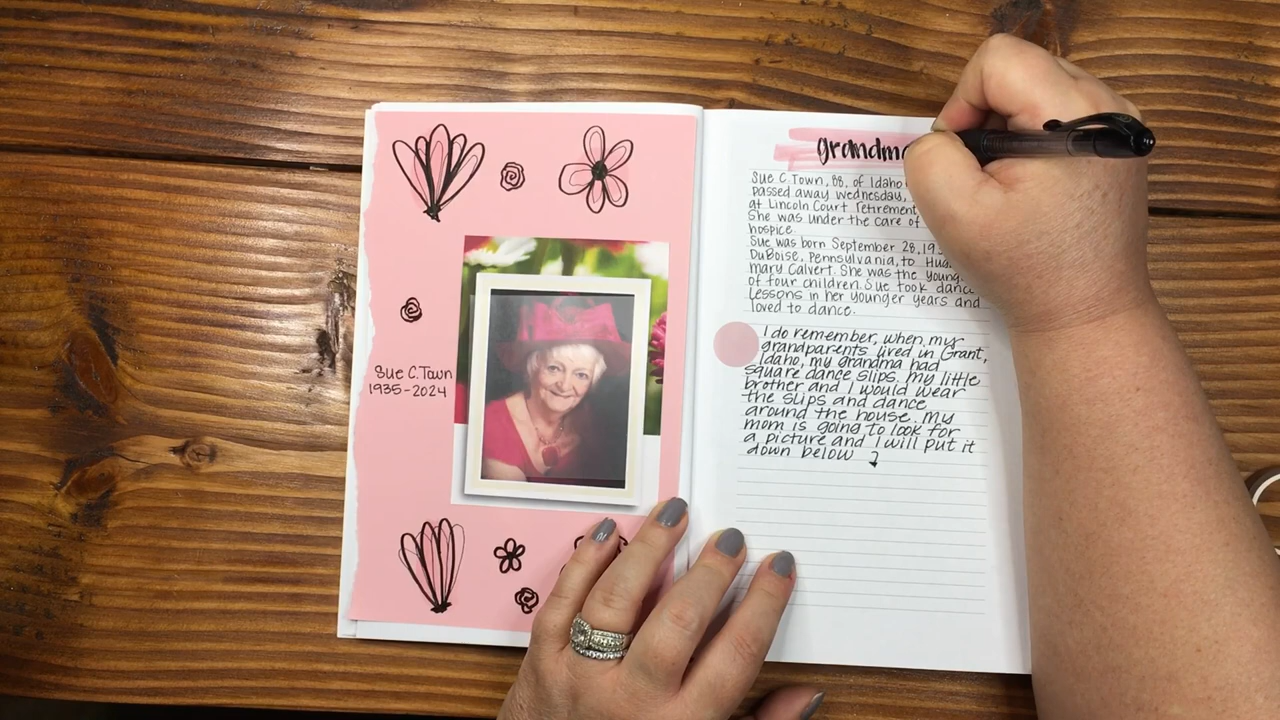 Sue C. Town
1935-2024
grandma
Sue C. Town, 88, of Idaho
passed away wednesday,
at Lincoln Court retirement
She was under the care of
hospice.
Sue was born September 28, 19
DuBoise, Pennsylvania, to
mary Calvert. She was the
of four children. Sue took dance
lessons in her younger years and
loved to dance.
I do remember, when my
grandparents lived in Grant,
Idaho, my grandma had
square dance slips. my little
brother and I would wear
the slips and dance
around the house. My
mom is going to look for
a picture and I will put it
down below